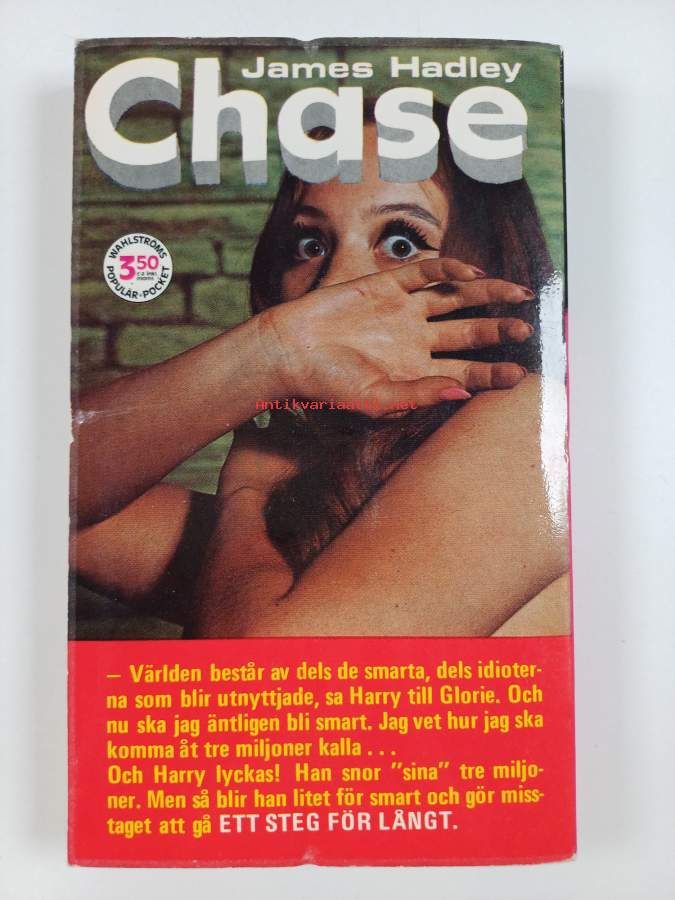 James Hadley
Chase
WAHLSTRÖMS
3.50
c:a inkl. moms
POPULÄR-POCKET
Antikvariaatti.net
– Världen består av dels de smarta, dels idioter-
na som blir utnyttjade, sa Harry till Glorie. Och
nu ska jag äntligen bli smart. Jag vet hur jag ska
komma åt tre miljoner kalla . . .
Och Harry lyckas! Han snor ”sina” tre miljo-
ner. Men så blir han litet för smart och gör miss-
taget att gå ETT STEG FÖR LÅNGT.